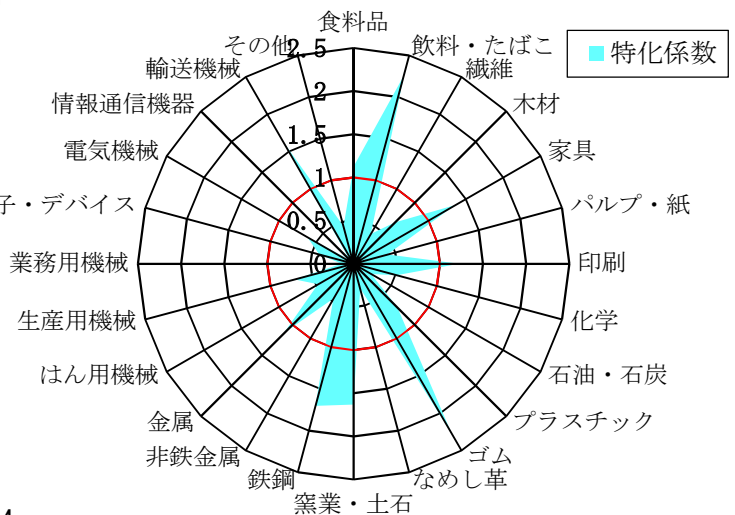 食料品
飲料・たばこ
繊維
木材
家具
パルプ・紙
印刷
化学
石油・石炭
プラスチック
ゴム
なめし革
窯業・土石
鉄鋼
非鉄金属
金属
はん用機械
生産用機械
業務用機械
子・デバイス
電気機械
情報通信機器
輸送機械
その他
2.5
2
1.5
1
0.5
0
特化係数